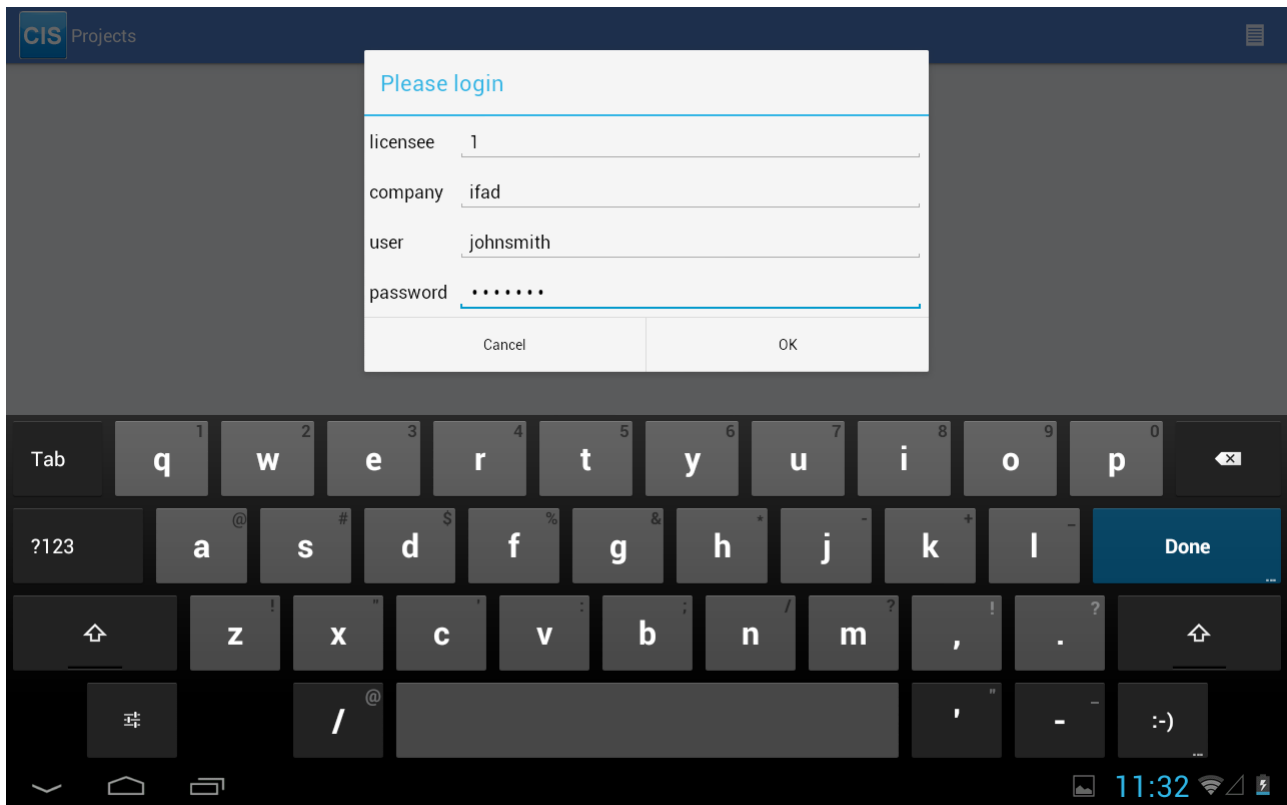 CIS Projects
Please login
licensee 1
company ifad
user johnsmith
password •••••••
Cancel OK
1 2 3 4 5 6 7 8 9 0
Tab q w e r t y u i o p
@ # $ % & * - + _
?123 a s d f g h j k l Done
! " ' : ; / ? ! ?
z x c v b n m , .
@ " _
/ ' - :-)
11:32